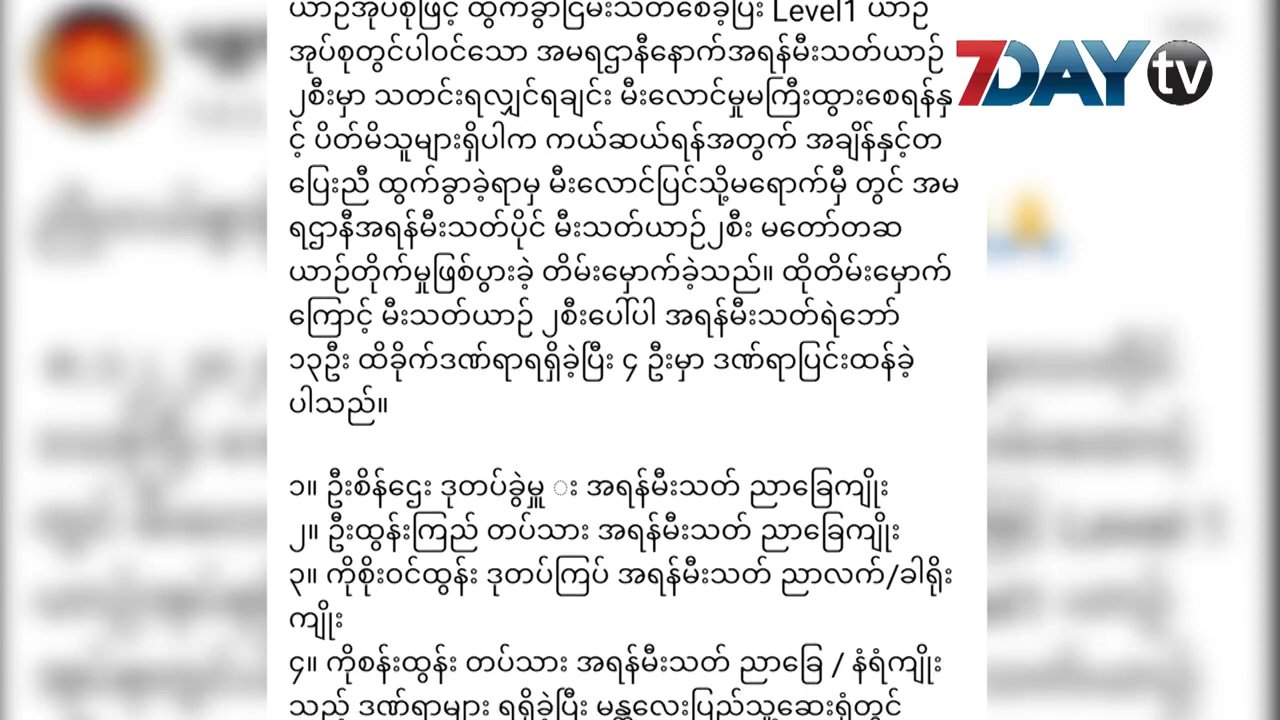 ယာဉ်အုပ်စုဖြင့် ထွက်ခွာငြိမ်းသတ်စေခဲ့ပြီး Level1 ယာဉ်
အုပ်စုတွင်ပါဝင်သော အမရဌာနီနောက်အရန်မီးသတ်ယာဉ်
၂စီးမှာ သတင်းရလျှင်ရချင်း မီးလောင်မှုမကြီးထွားစေရန်နှ
င့် ပိတ်မိသူများရှိပါက ကယ်ဆယ်ရန်အတွက် အချိန်နှင့်တ
ပြေးညီ ထွက်ခွာခဲ့ရာမှ မီးလောင်ပြင်သို့မရောက်မှီ တွင် အမ
ရဌာနီအရန်မီးသတ်ပိုင် မီးသတ်ယာဉ်၂စီး မတော်တဆ
ယာဉ်တိုက်မှုဖြစ်ပွားခဲ့ တိမ်းမှောက်ခဲ့သည်။ ထိုတိမ်းမှောက်
ကြောင့် မီးသတ်ယာဉ် ၂စီးပေါ်ပါ အရန်မီးသတ်ရဲဘော်
၁၃ဦး ထိခိုက်ဒဏ်ရာရရှိခဲ့ပြီး ၄ ဦးမှာ ဒဏ်ရာပြင်းထန်ခဲ့
ပါသည်။
၁။ ဦးစိန်ဌေး ဒုတပ်ခွဲမှူ း အရန်မီးသတ် ညာခြေကျိုး
၂။ ဦးထွန်းကြည် တပ်သား အရန်မီးသတ် ညာခြေကျိုး
၃။ ကိုစိုးဝင်ထွန်း ဒုတပ်ကြပ် အရန်မီးသတ် ညာလက်/ခါရိုး
ကျိုး
၄။ ကိုစန်းထွန်း တပ်သား အရန်မီးသတ် ညာခြေ / နံရံကျိုး
သည့် ဒဏ်ရာများ ရရှိခဲ့ပြီး မန္တလေးပြည်သူ့ဆေးရုံတွင်
7DAY tv